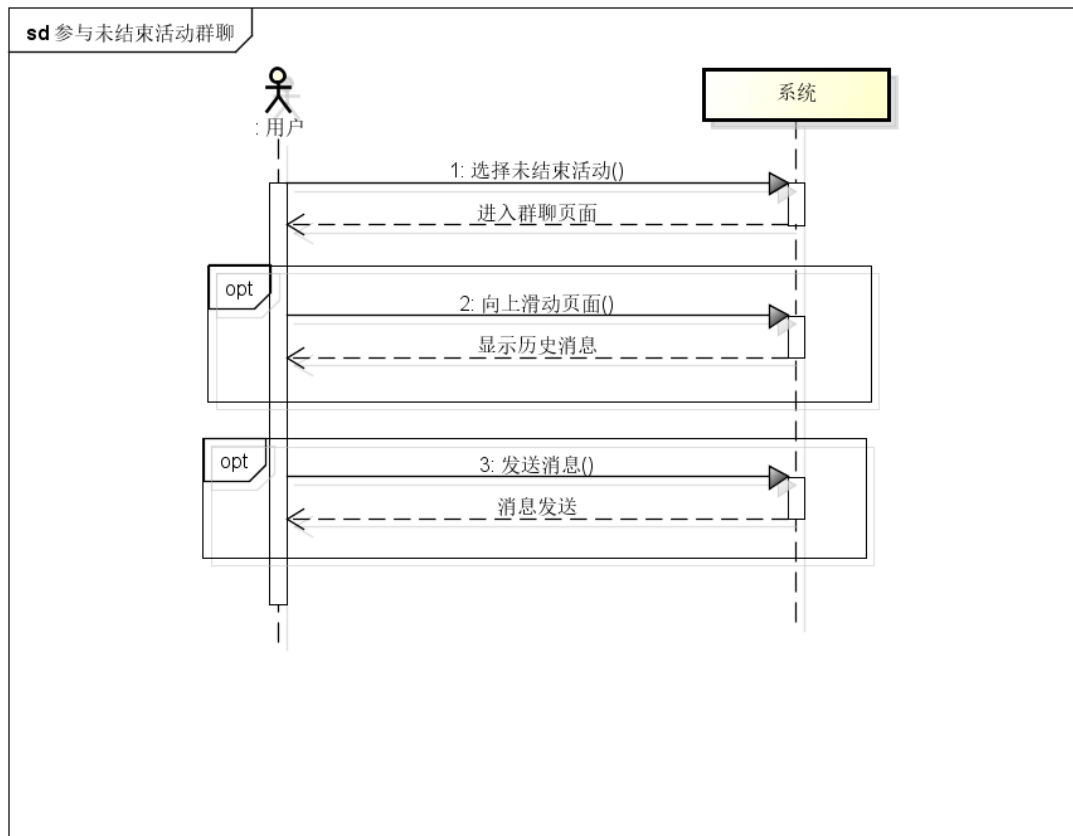 sd 参与未结束活动群聊
: 用户
系统
1: 选择未结束活动()
进入群聊页面
opt
2: 向上滑动页面()
显示历史消息
opt
3: 发送消息()
消息发送